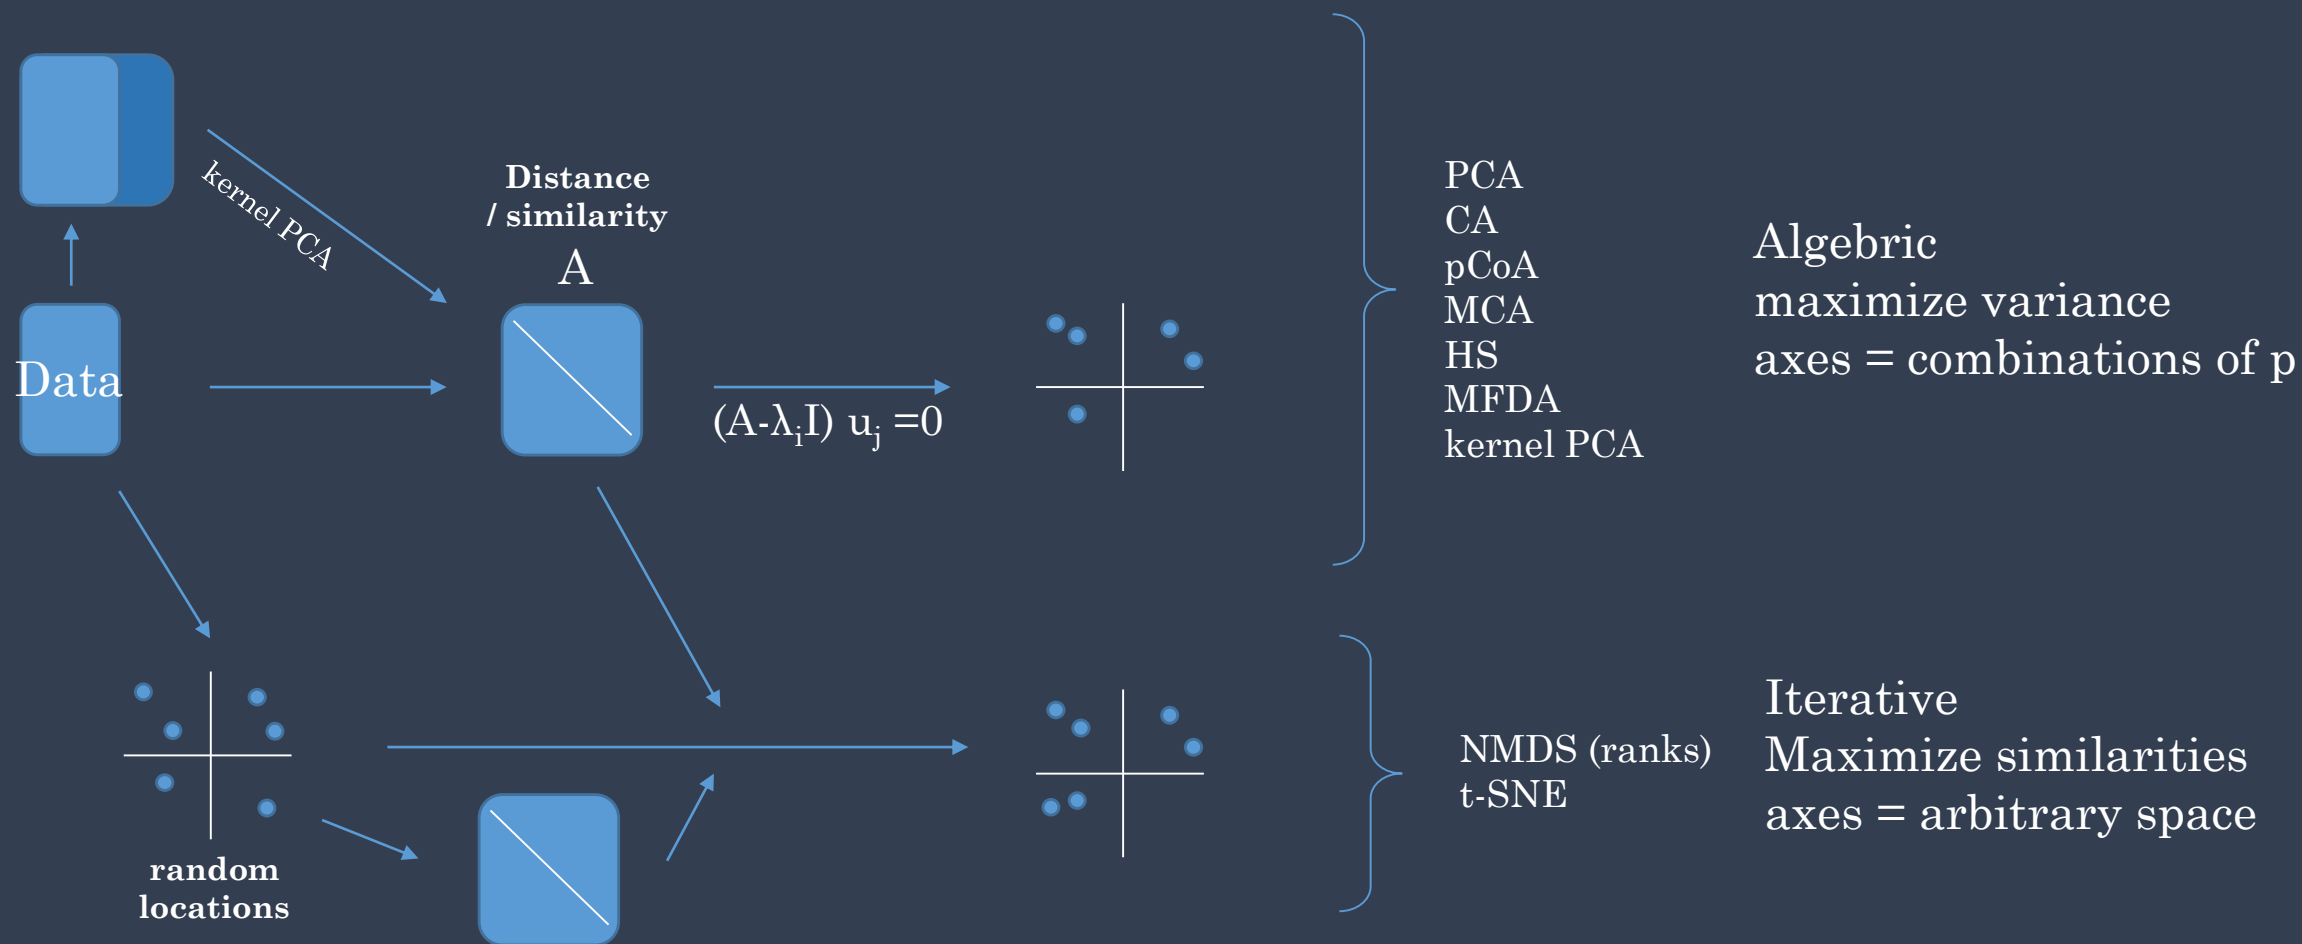 kernel PCA
Distance
/ similarity
A
Data
(A-λᵢI) uⱼ =0
PCA
CA
pCoA
MCA
HS
MFDA
kernel PCA
Algebric
maximize variance
axes = combinations of p
random
locations
NMDS (ranks)
t-SNE
Iterative
Maximize similarities
axes = arbitrary space